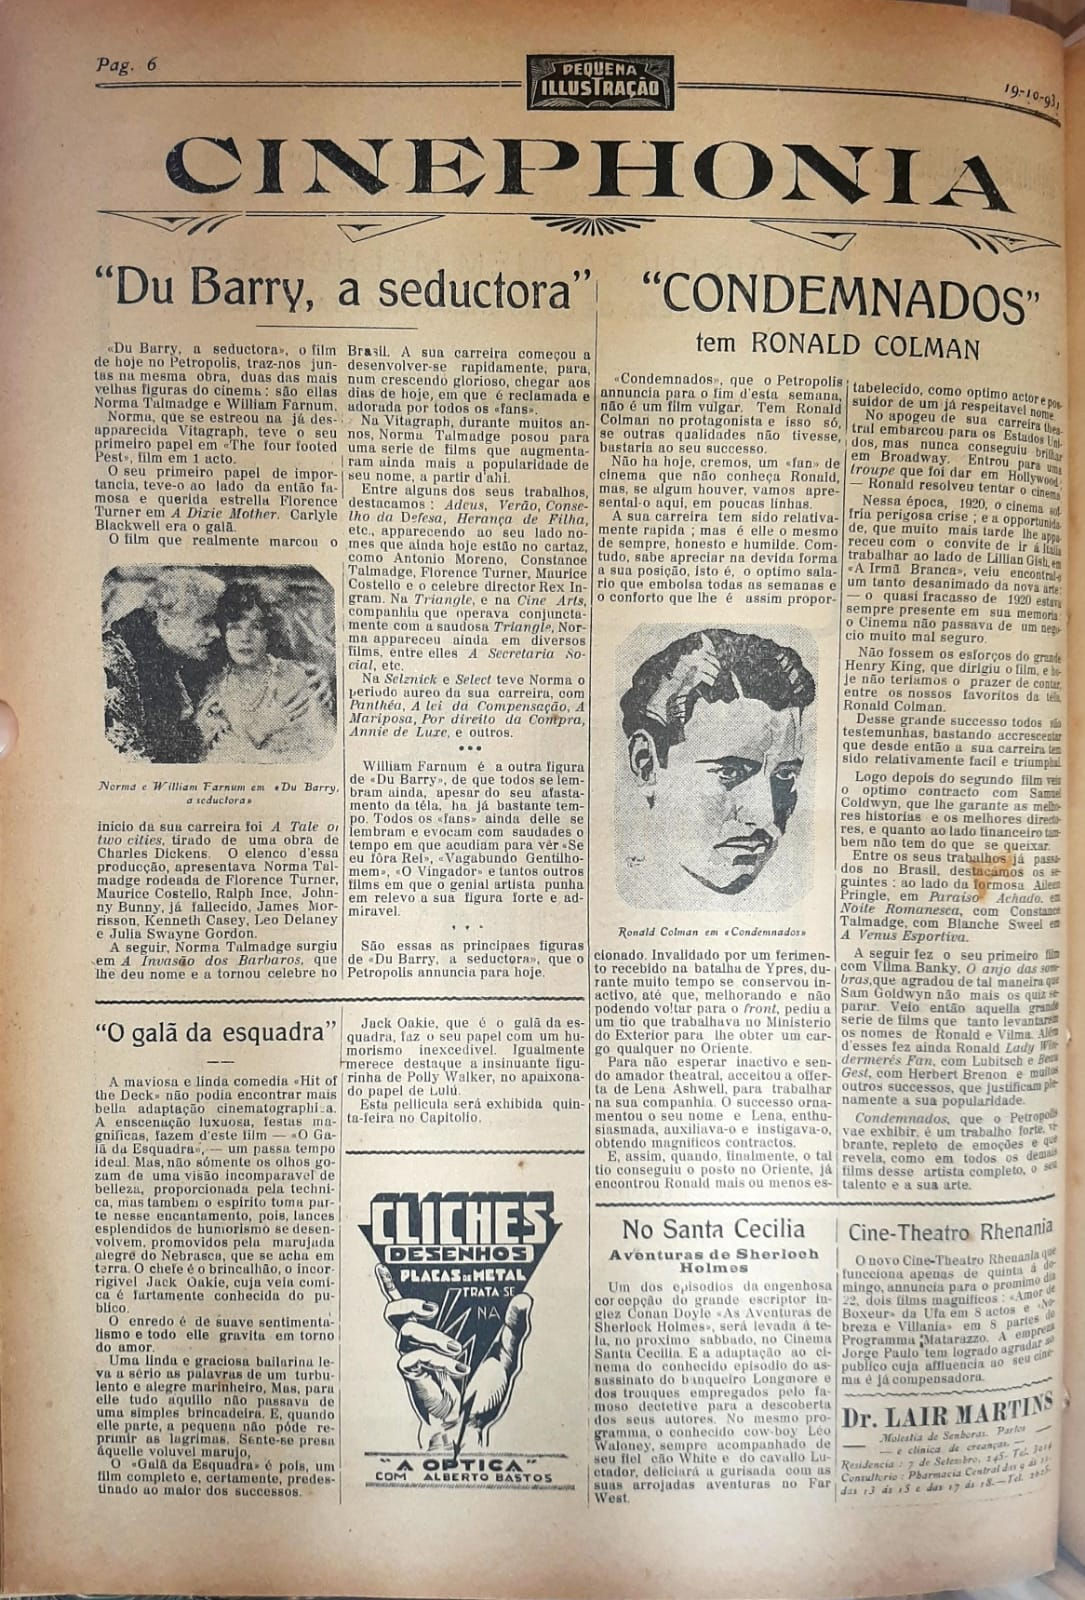 Pag. 6
PEQUENA
ILLUSTRAÇÃO
19-10-931
CINEPHONIA
"Du Barry, a seductora"
«Du Barry, a seductora», o film
de hoje no Petropolis, traz-nos jun-
tas na mesma obra, duas das mais
velhas figuras do cinema: são ellas
Norma Talmadge e William Farnum.
Norma, que se estreou na já des-
apparecida Vitagraph, teve o seu
primeiro papel em «The four footed
Pest», film em 1 acto.
O seu primeiro papel de impor-
tancia, teve-o ao lado da então fa-
mosa e querida estrella Florence
Turner em A Dixie Mother. Carlyle
Blackwell era o galã.
O film que realmente marcou o
Norma e William Farnum em «Du Barry,
a seductora»
inicio da sua carreira foi A Tale of
two cities, tirado de uma obra de
Charles Dickens. O elenco d'essa
producção, apresentava Norma Tal-
madge rodeada de Florence Turner,
Maurice Costello, Ralph Ince, John-
ny Bunny, já fallecido, James Mor-
risson, Kenneth Casey, Leo Delaney
e Julia Swayne Gordon.
A seguir, Norma Talmadge surgiu
em A Invasão dos Barbaros, que
lhe deu nome e a tornou celebre no
Brasil. A sua carreira começou a
desenvolver-se rapidamente, para,
num crescendo glorioso, chegar aos
dias de hoje, em que é reclamada e
adorada por todos os «fans».
Na Vitagraph, durante muitos an-
nos, Norma Talmadge posou para
uma serie de films que augmenta-
ram ainda mais a popularidade de
seu nome, a partir d'ahi.
Entre alguns dos seus trabalhos,
destacamos: Adeus, Verão, Conse-
lho da Defesa, Herança de Filha,
etc., apparecendo ao seu lado no-
mes que ainda hoje estão no cartaz,
como Antonio Moreno, Constance
Talmadge, Florence Turner, Maurice
Costello e o celebre director Rex In-
gram. Na Triangle, e na Cine Arts,
companhia que operava conjuncta-
mente com a saudosa Triangle, Nor-
ma appareceu ainda em diversos
films, entre elles A Secretaria So-
cial, etc.
Na Selznick e Select teve Norma o
periodo aureo da sua carreira, com
Panthéa, A lei da Compensação, A
Mariposa, Por direito da Compra,
Annie de Luxe, e outros.
•••
William Farnum é a outra figura
de «Du Barry», de que todos se lem-
bram ainda, apesar do seu afasta-
mento da téla, ha já bastante tem-
po. Todos os «fans» ainda delle se
lembram e evocam com saudades o
tempo em que acudiam para vêr «Se
eu fôra Rei», «Vagabundo Gentilho-
mem», «O Vingador» e tantos outros
films em que o genial artista punha
em relevo a sua figura forte e ad-
miravel.
São essas as principaes figuras
de «Du Barry, a seductora», que o
Petropolis annuncia para hoje.
"CONDEMNADOS"
tem RONALD COLMAN
«Condemnados», que o Petropolis
annuncia para o fim d'esta semana,
não é um film vulgar. Tem Ronald
Colman no protagonista e isso só,
se outras qualidades não tivesse,
bastaria ao seu successo.
Não ha hoje, cremos, um «fan» de
cinema que não conheça Ronald,
mas, se algum houver, vamos apre-
sental-o aqui, em poucas linhas.
A sua carreira tem sido relativa-
mente rapida; mas é elle o mesmo
de sempre, honesto e humilde. Com-
tudo, sabe apreciar na devida forma
a sua posição, isto é, o optimo sala-
rio que embolsa todas as semanas e
o conforto que lhe é assim propor-
Ronald Colman em «Condemnados»
cionado. Invalidado por um ferimen-
to recebido na batalha de Ypres, du-
rante muito tempo se conservou in-
activo, até que, melhorando e não
podendo voltar para o front, pediu a
um tio que trabalhava no Ministerio
do Exterior para lhe obter um car-
go qualquer no Oriente.
Para não esperar inactivo e sen-
do amador theatral, acceitou a offer-
ta de Lena Ashwell, para trabalhar
na sua companhia. O successo orna-
mentou o seu nome e Lena, enthu-
siasmada, auxiliava-o e instigava-o,
obtendo magnificos contractos.
E, assim, quando, finalmente, o tal
tio conseguiu o posto no Oriente, já
encontrou Ronald mais ou menos es-
tabelecido, como optimo actor e pos-
suidor de um já respeitavel nome.
No apogeu de sua carreira thea-
tral embarcou para os Estados Uni-
dos, mas nunca conseguiu brilhar
em Broadway. Entrou para uma
troupe que foi dar em Hollywood
— Ronald resolveu tentar o cinema
Nessa época, 1920, o cinema sof-
fria perigosa crise; e a opportunida-
de, que muito mais tarde lhe appa-
receu com o convite de ir á Italia
trabalhar ao lado de Lillian Gish, em
«A Irmã Branca», veiu encontral-o
um tanto desanimado da nova arte:
— o quasi fracasso de 1920 estava
sempre presente em sua memoria:
o Cinema não passava de um nego-
cio muito mal seguro.
Não fossem os esforços do grande
Henry King, que dirigiu o film, e ho-
je não teriamos o prazer de contar,
entre os nossos favoritos da téla,
Ronald Colman.
Desse grande successo todos são
testemunhas, bastando accrescentar
que desde então a sua carreira tem
sido relativamente facil e triumphal.
Logo depois do segundo film veiu
o optimo contracto com Samuel
Goldwyn, que lhe garante as melho-
res historias e os melhores directo-
res, e quanto ao lado financeiro tam-
bem não tem do que se queixar.
Entre os seus trabalhos já passa-
dos no Brasil, destacamos os se-
guintes: ao lado da formosa Aileen
Pringle, em Paraiso Achado, em
Noite Romanesca, com Constance
Talmadge, com Blanche Sweel em
A Venus Esportiva.
A seguir fez o seu primeiro film
com Vilma Banky, O anjo das som-
bras, que agradou de tal maneira que
Sam Goldwyn não mais os quiz se-
parar. Veio então aquella grande
serie de films que tanto levantaram
os nomes de Ronald e Vilma. Além
d'esses fez ainda Ronald Lady Win-
dermerés Fan, com Lubitsch e Beau
Gest, com Herbert Brenon e muitos
outros successos, que justificam ple-
namente a sua popularidade.
Condemnados, que o Petropolis
vae exhibir, é um trabalho forte, vi-
brante, repleto de emoções e que
revela, como em todos os demais
films desse artista completo, o seu
talento e a sua arte.
"O galã da esquadra"
A maviosa e linda comedia «Hit of
the Deck» não podia encontrar mais
bella adaptação cinematographica.
A enscenação luxuosa, festas ma-
gnificas, fazem d'este film — «O Ga-
lã da Esquadra», — um passa tempo
ideal. Mas, não sómente os olhos go-
zam de uma visão incomparavel de
belleza, proporcionada pela techni-
ca, mas tambem o espirito toma par-
te nesse encantamento, pois, lances
esplendidos de humorismo se desen-
volvem, promovidos pela marujada
alegre do Nebrasca, que se acha em
terra. O chefe é o brincalhão, o incor-
rigivel Jack Oakie, cuja veia comi-
ca é fartamente conhecida do pu-
blico.
O enredo é de suave sentimenta-
lismo e todo elle gravita em torno
do amor.
Uma linda e graciosa bailarina le-
va a sério as palavras de um turbu-
lento e alegre marinheiro, Mas, para
elle tudo aquillo não passava de
uma simples brincadeira. E, quando
elle parte, a pequena não póde re-
primir as lagrimas. Sente-se presa
áquelle voluvel marujo.
O «Galã da Esquadra» é pois, um
film completo e, certamente, predes-
tinado ao maior dos successos.
Jack Oakie, que é o galã da es-
quadra, faz o seu papel com um hu-
morismo inexcedivel. Igualmente
merece destaque a insinuante figu-
rinha de Polly Walker, no apaixona-
do papel de Lulú.
Esta pellicula será exhibida quin-
ta-feira no Capitolio.
CLICHÉS
DESENHOS
PLACAS DE METAL
TRATA-SE
NA
"A OPTICA"
COM ALBERTO BASTOS
No Santa Cecilia
Aventuras de Sherloch
Holmes
Um dos episodios da engenhosa
concepção do grande escriptor in-
glez Conan Doyle «As Aventuras de
Sherlock Holmes», será levada á te-
la, no proximo sabbado, no Cinema
Santa Cecilia. E a adaptação ao ci-
nema do conhecido episodio do as-
sassinato do banqueiro Longmore e
dos trouques empregados pelo fa-
moso dectetive para a descoberta
dos seus autores. No mesmo pro-
gramma, o conhecido cow-boy Léo
Waloney, sempre acompanhado de
seu fiel cão White e do cavallo Lu-
ctador, deliciará a gurisada com as
suas arrojadas aventuras no Far
West.
Cine-Theatro Rhenania
O novo Cine-Theatro Rhenania que
funcciona apenas de quinta á do-
mingo, annuncia para o promimo dia
22, dois films magnificos: «Amor de
Boxeur» da Ufa em 8 actos e «No-
breza e Villania» em 8 partes do
Programma Matarazzo. A empreza
Jorge Paulo tem logrado agradar ao
publico cuja affluencia ao seu cine-
ma é já compensadora.
Dr. LAIR MARTINS
Molestia de Senhoras. Partos
— e clinica de creanças. —
Residencia: 7 de Setembro, 245-Tel.
Consultorio: Pharmacia Central das 9 ás 11-
das 13 ás 15 e das 17 ás 18.—Tel.